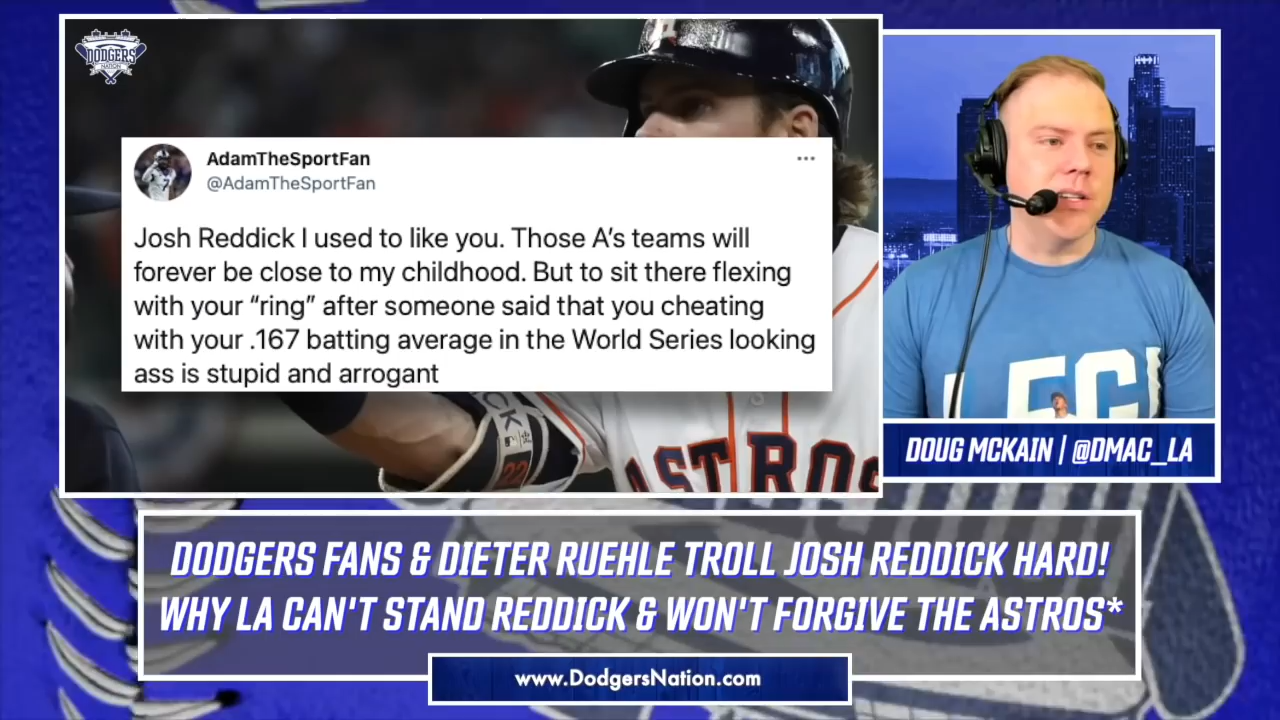 DODGERS
NATION
AdamTheSportFan
@AdamTheSportFan
Josh Reddick I used to like you. Those A's teams will
forever be close to my childhood. But to sit there flexing
with your “ring” after someone said that you cheating
with your .167 batting average in the World Series looking
ass is stupid and arrogant
22
ASTROS
DOUG MCKAIN | @DMAC_LA
DODGERS FANS & DIETER RUEHLE TROLL JOSH REDDICK HARD!
WHY LA CAN'T STAND REDDICK & WON'T FORGIVE THE ASTROS*
www.DodgersNation.com